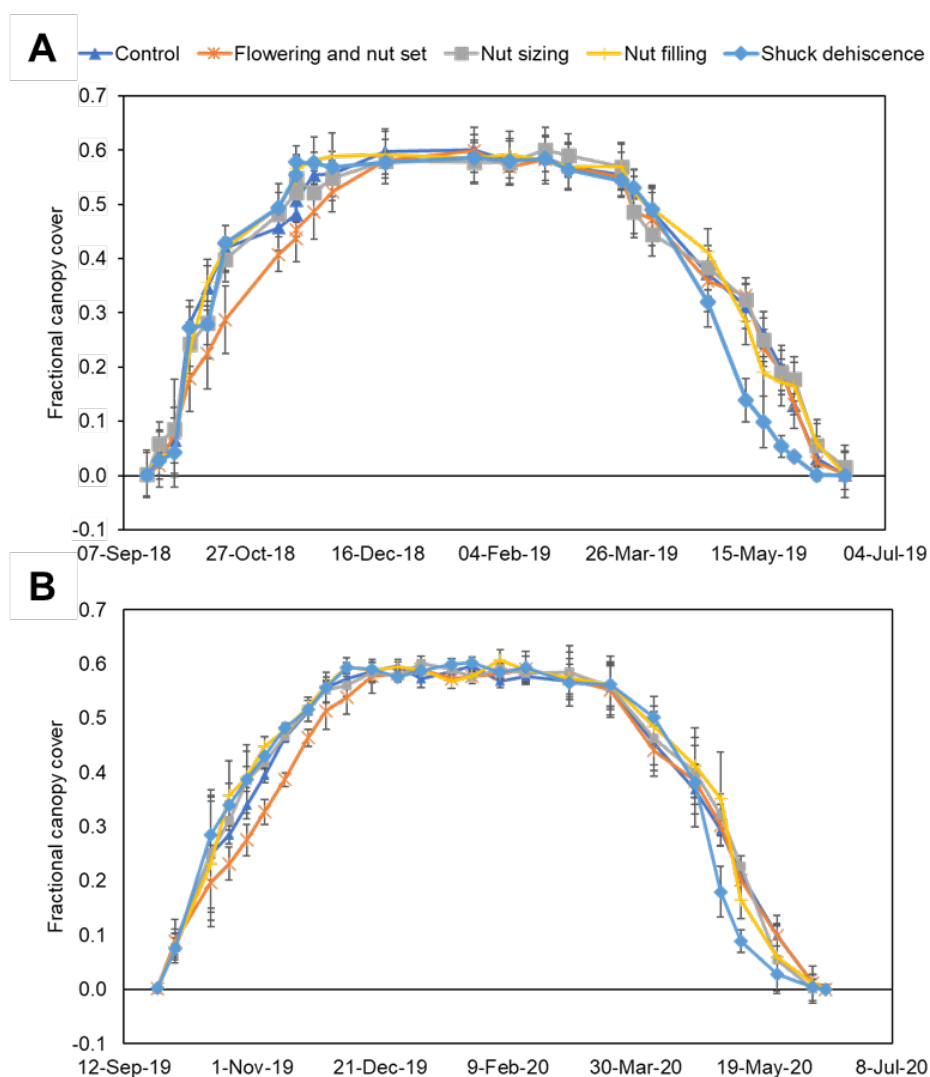 A
Control Flowering and nut set Nut sizing Nut filling Shuck dehiscence
Fractional canopy cover
0.7
0.6
0.5
0.4
0.3
0.2
0.1
0.0
-0.1
07-Sep-18 27-Oct-18 16-Dec-18 04-Feb-19 26-Mar-19 15-May-19 04-Jul-19
B
Fractional canopy cover
0.7
0.6
0.5
0.4
0.3
0.2
0.1
0.0
-0.1
12-Sep-19 1-Nov-19 21-Dec-19 9-Feb-20 30-Mar-20 19-May-20 8-Jul-20